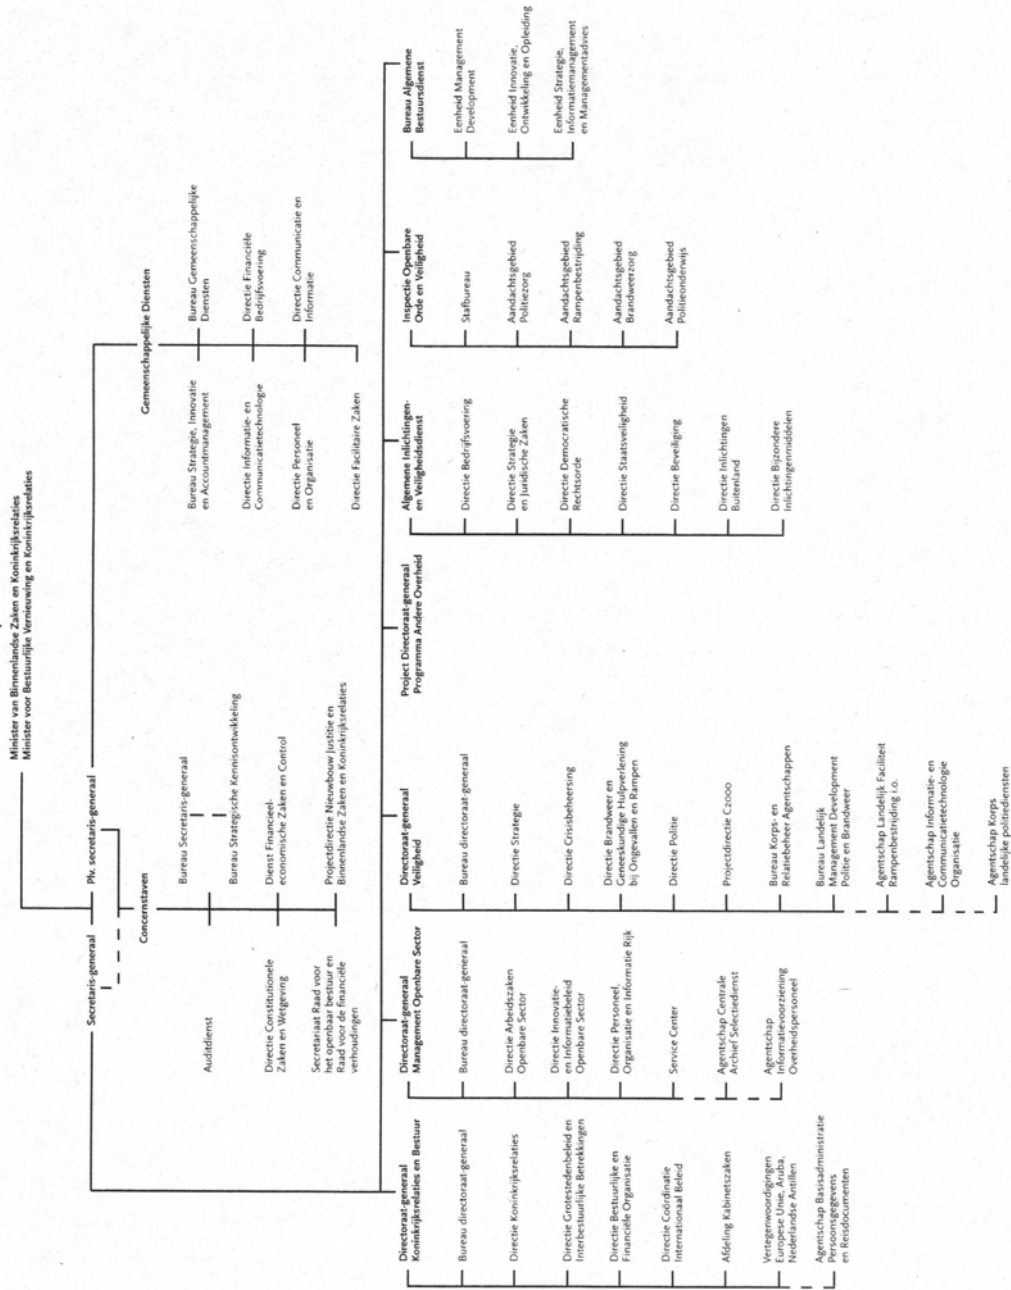 Minister van Binnenlandse Zaken en Koninkrijksrelaties
Minister voor Bestuurlijke Vernieuwing en Koninkrijksrelaties
Secretaris-generaal
Plv. secretaris-generaal
Concernstaven
Auditdienst
Bureau Secretaris-generaal
Bureau Strategische Kennisontwikkeling
Directie Constitutionele
Zaken en Wetgeving
Dienst Financieel-
economische Zaken en Control
Secretariaat Raad voor
het openbaar bestuur en
Raad voor de financiële
verhoudingen
Projectdirectie Nieuwbouw Justitie en
Binnenlandse Zaken en Koninkrijksrelaties
Gemeenschappelijke Diensten
Bureau Strategie, Innovatie
en Accountmanagement
Bureau Gemeenschappelijke
Diensten
Directie Informatie- en
Communicatietechnologie
Directie Financiële
Bedrijfsvoering
Directie Personeel
en Organisatie
Directie Communicatie en
Informatie
Directie Facilitaire Zaken
Directoraat-generaal
Koninkrijksrelaties en Bestuur
Bureau directoraat-generaal
Directie Koninkrijksrelaties
Directie Grotestedenbeleid en
Interbestuurlijke Betrekkingen
Directie Bestuurlijke en
Financiële Organisatie
Directie Coördinatie
Internationaal Beleid
Afdeling Kabinetszaken
Vertegenwoordigingen
Europese Unie, Aruba,
Nederlandse Antillen
Agentschap Basisadministratie
Persoonsgegevens
en Reisdocumenten
Directoraat-generaal
Management Openbare Sector
Bureau directoraat-generaal
Directie Arbeidszaken
Openbare Sector
Directie Innovatie-
en Informatiebeleid
Openbare Sector
Directie Personeel,
Organisatie en Informatie Rijk
Service Center
Agentschap Centrale
Archief Selectiedienst
Agentschap
Informatievoorziening
Overheidspersoneel
Directoraat-generaal
Veiligheid
Bureau directoraat-generaal
Directie Strategie
Directie Crisisbeheersing
Directie Brandweer en
Geneeskundige Hulpverlening
bij Ongevallen en Rampen
Directie Politie
Projectdirectie C2000
Bureau Korps- en
Relatiebeheer Agentschappen
Bureau Landelijk
Management Development
Politie en Brandweer
Agentschap Landelijk Faciliteit
Rampenbestrijding i.o.
Agentschap Informatie- en
Communicatietechnologie
Organisatie
Agentschap Korps
landelijke politiediensten
Project Directoraat-generaal
Programma Andere Overheid
Algemene Inlichtingen-
en Veiligheidsdienst
Directie Bedrijfsvoering
Directie Strategie
en Juridische Zaken
Directie Democratische
Rechtsorde
Directie Staatsveiligheid
Directie Beveiliging
Directie Inlichtingen
Buitenland
Directie Bijzondere
Inlichtingenmiddelen
Inspectie Openbare
Orde en Veiligheid
Stafbureau
Aandachtsgebied
Politiezorg
Aandachtsgebied
Rampenbestrijding
Aandachtsgebied
Brandweerzorg
Aandachtsgebied
Politieonderwijs
Bureau Algemene
Bestuursdienst
Eenheid Management
Development
Eenheid Innovatie,
Ontwikkeling en Opleiding
Eenheid Strategie,
Informatiemanagement
en Managementadvies